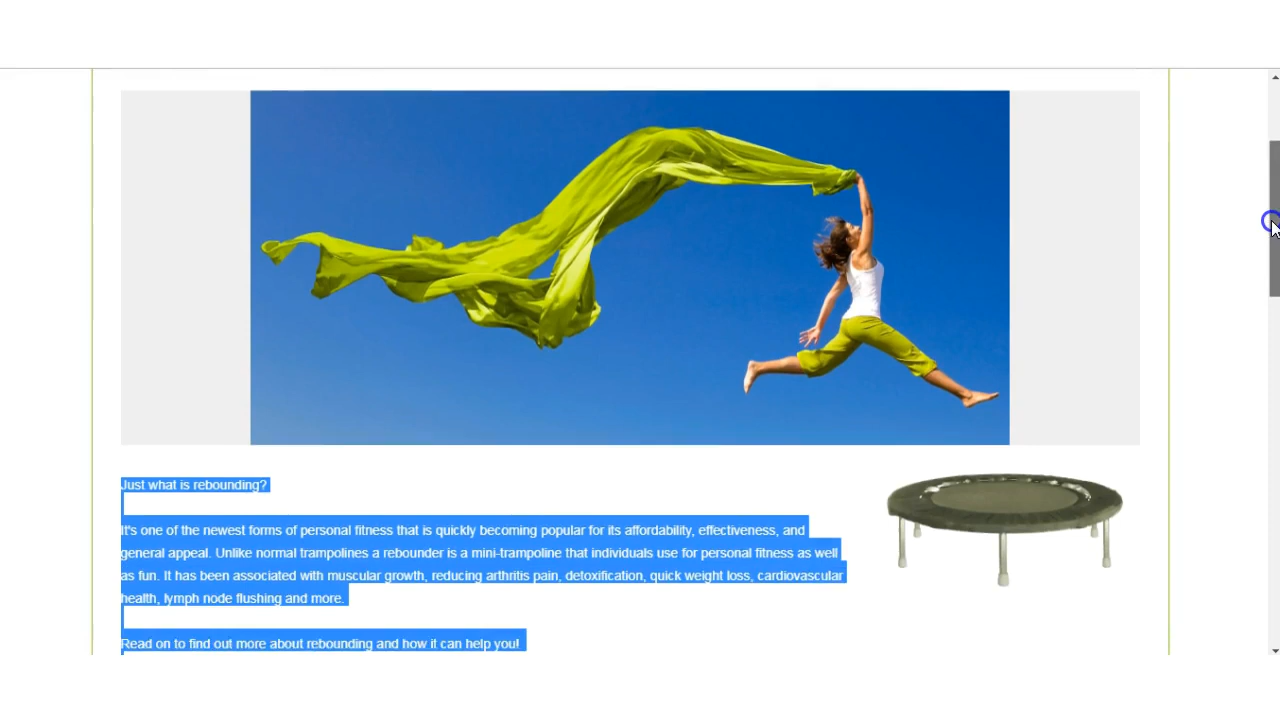 Just what is rebounding?
It's one of the newest forms of personal fitness that is quickly becoming popular for its affordability, effectiveness, and
general appeal. Unlike normal trampolines a rebounder is a mini-trampoline that individuals use for personal fitness as well
as fun. It has been associated with muscular growth, reducing arthritis pain, detoxification, quick weight loss, cardiovascular
health, lymph node flushing and more.
Read on to find out more about rebounding and how it can help you!